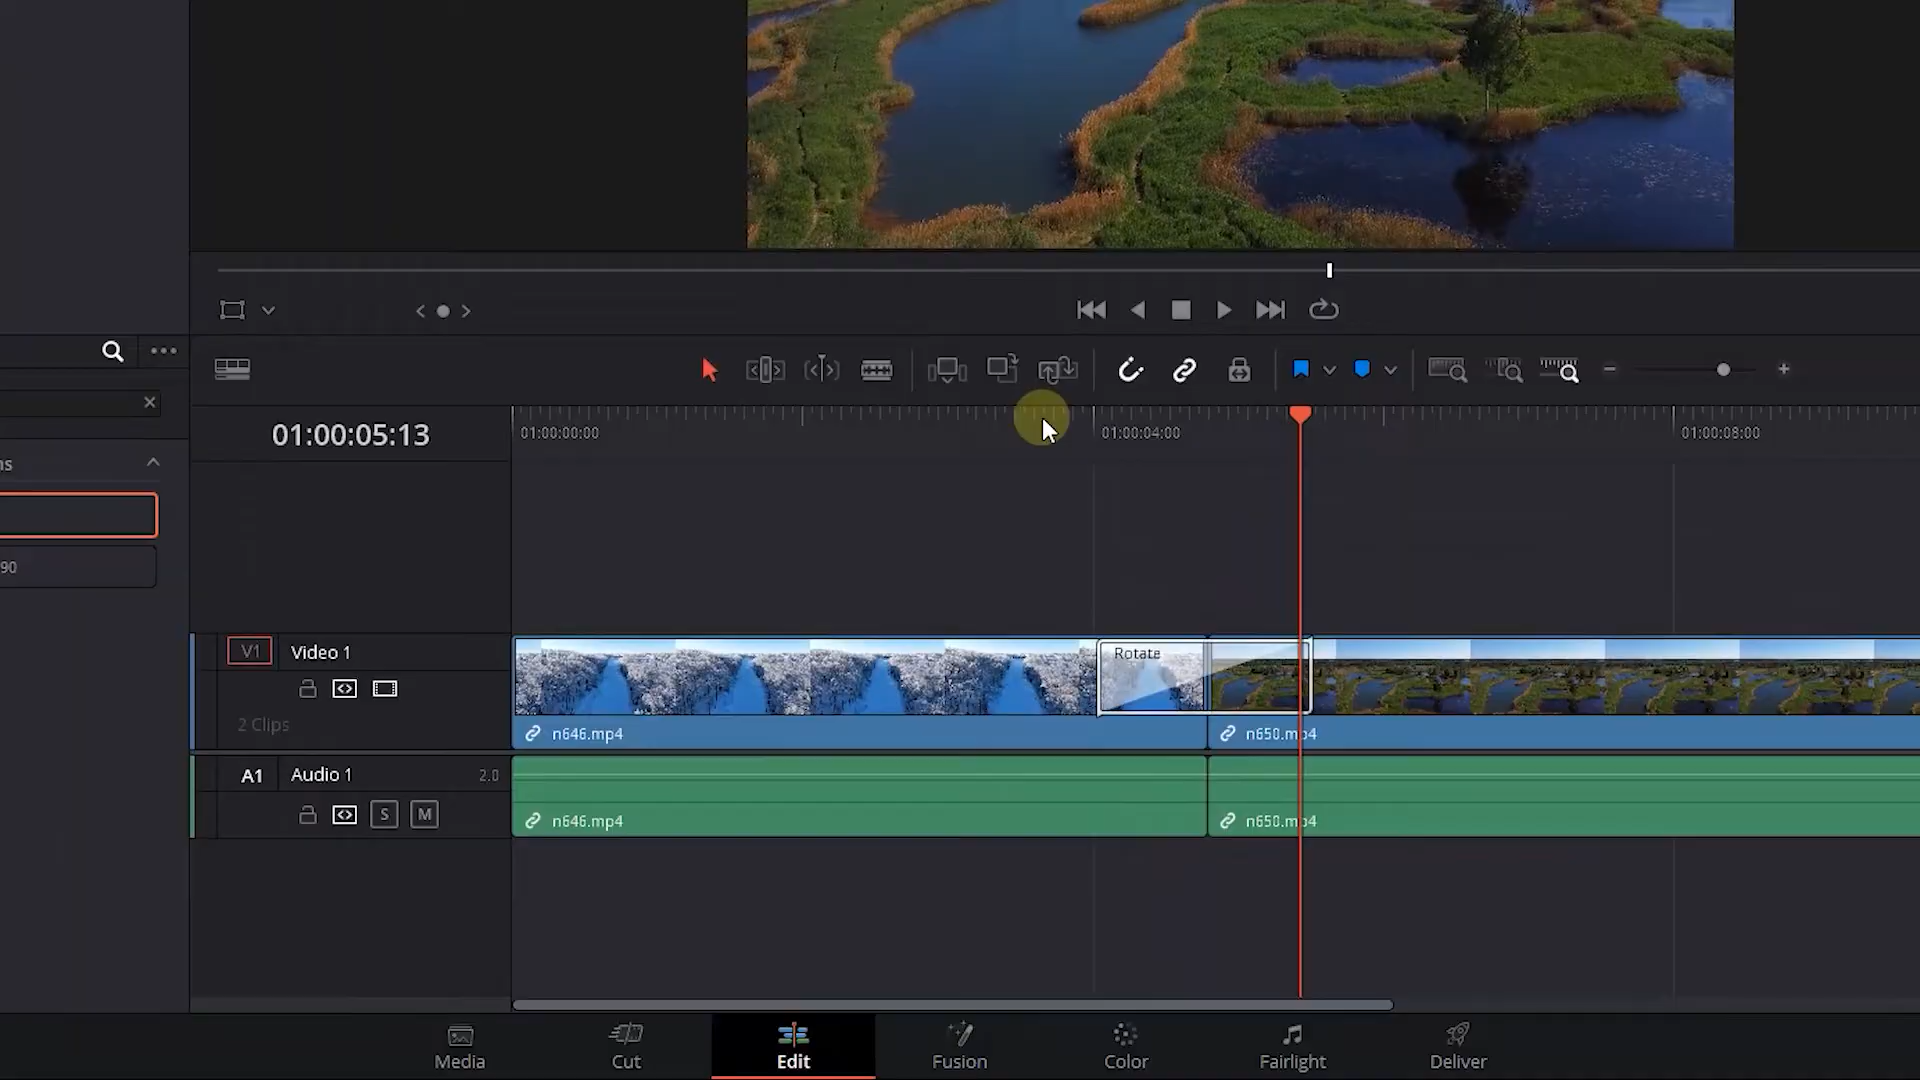 01:00:05:13
01:00:00:00
01:00:04:00
01:00:08:00
ns
90
V1
Video 1
2 Clips
Rotate
n646.mp4
n650.mp4
A1
Audio 1
2.0
S
M
n646.mp4
n650.mp4
Media
Cut
Edit
Fusion
Color
Fairlight
Deliver